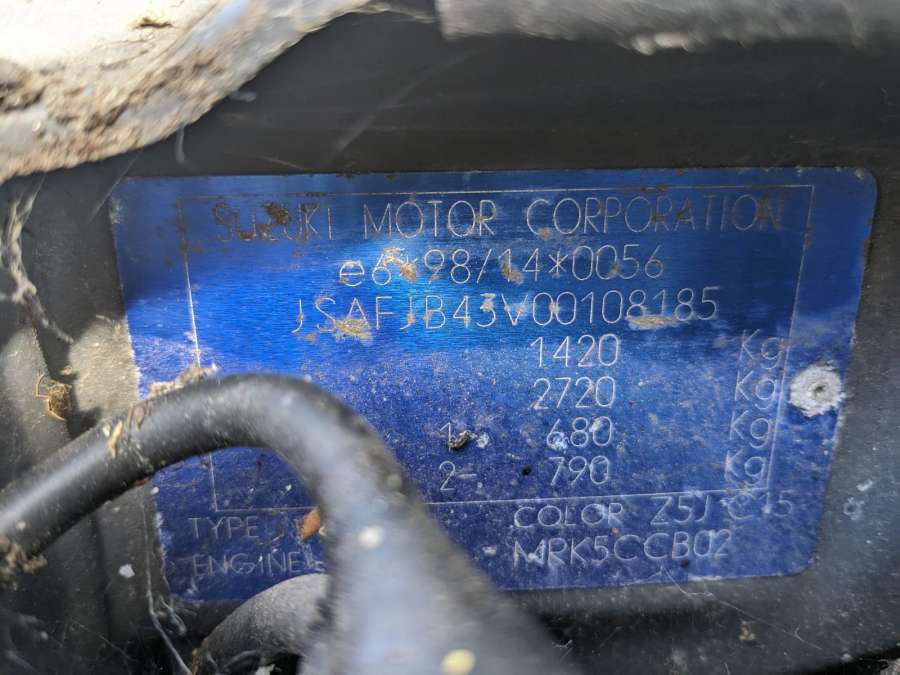 SUZUKI MOTOR CORPORATION
e6*98/14*0056
JSAFJB43V00108185
1420 Kg
2720 Kg
1- 680 Kg
2- 790 Kg
TYPE COLOR Z5J
ENGINE MRK5CCB02